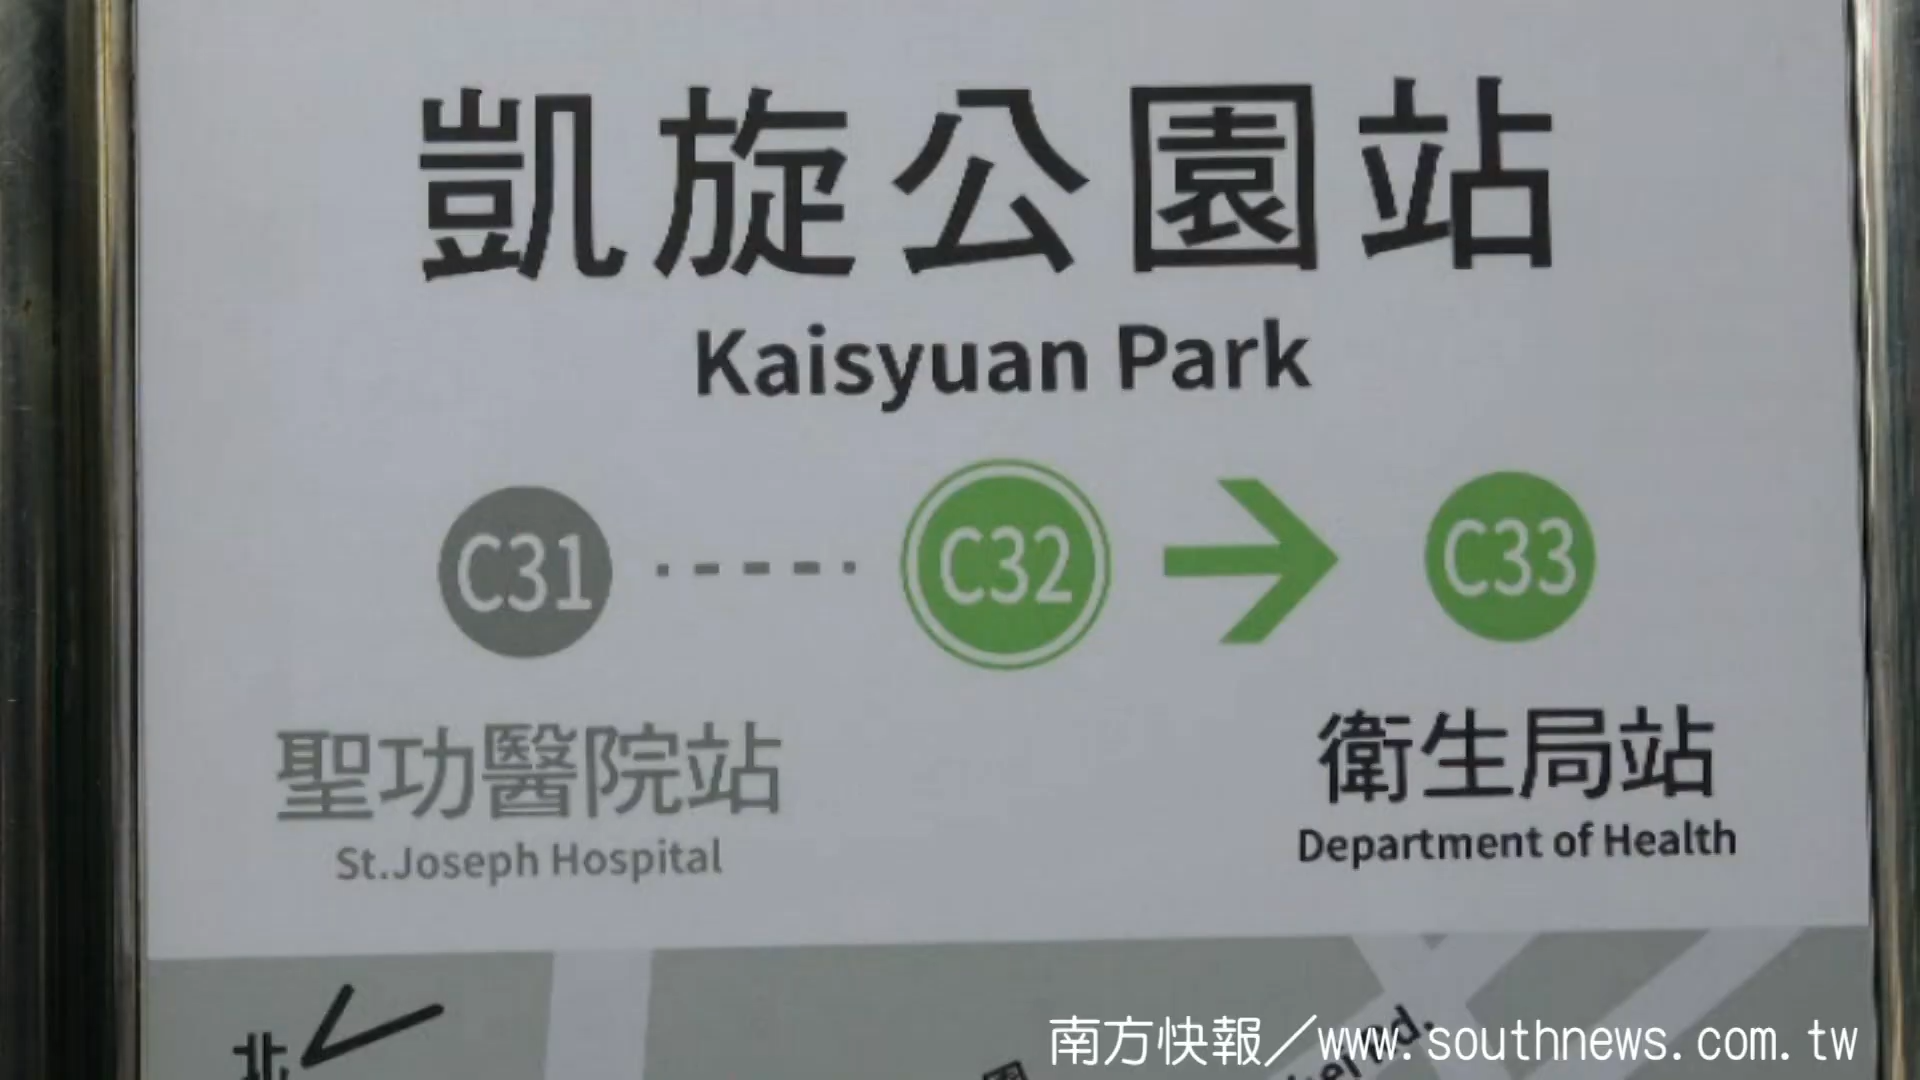 凱旋公園站
Kaisyuan Park
C31 C32 C33
聖功醫院站
St.Joseph Hospital
衛生局站
Department of Health
北
南方快報／www.southnews.com.tw